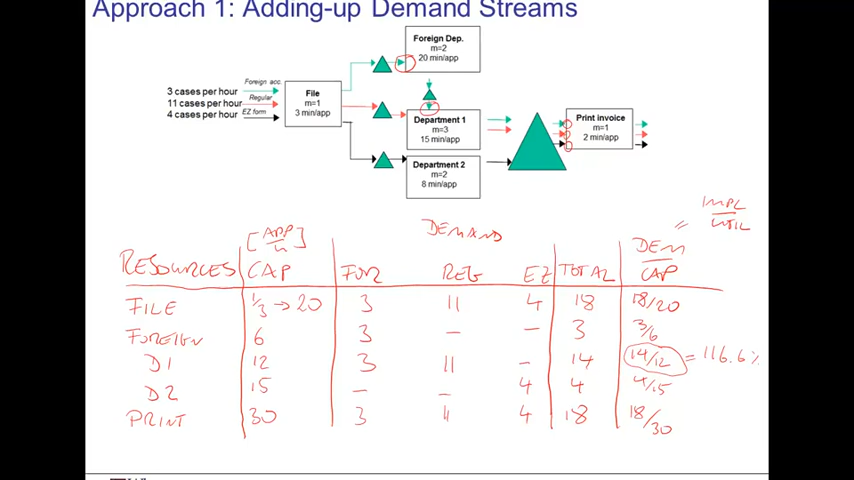 Approach 1: Adding-up Demand Streams
Foreign Dep.
m=2
20 min/app
Foreign acc.
3 cases per hour
Regular
11 cases per hour
EZ form
4 cases per hour
File
m=1
3 min/app
Department 1
m=3
15 min/app
Department 2
m=2
8 min/app
Print invoice
m=1
2 min/app
[APP/h] DEMAND = IMPL UTIL
RESOURCES CAP FOR REG EZ TOTAL DEM/CAP
FILE 1/3 → 20 3 11 4 18 18/20
FOREIGN 6 3 – – 3 3/6
D1 12 3 11 – 14 14/12 = 116.6%
D2 15 – – 4 4 4/15
PRINT 30 3 11 4 18 18/30